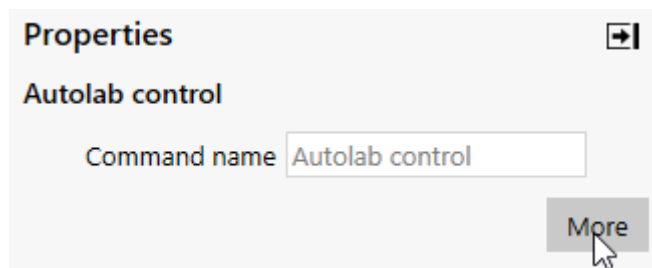 Properties
Autolab control
Command name Autolab control
More